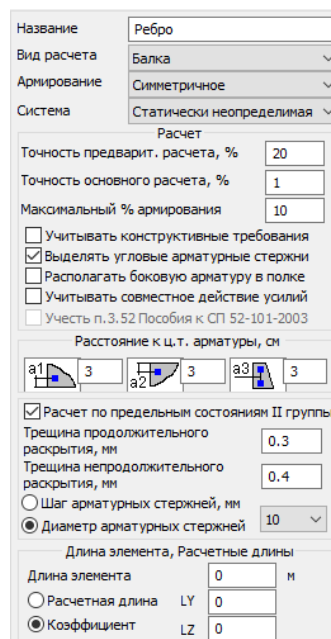 Название Ребро
Вид расчета Балка
Армирование Симметричное
Система Статически неопределимая
Расчет
Точность предварит. расчета, % 20
Точность основного расчета, % 1
Максимальный % армирования 10
Учитывать конструктивные требования
Выделять угловые арматурные стержни
Располагать боковую арматуру в полке
Учитывать совместное действие усилий
Учесть п.3.52 Пособия к СП 52-101-2003
Расстояние к ц.т. арматуры, см
a1 3 a2 3 a3 3
Расчет по предельным состояниям II группы
Трещина продолжительного
раскрытия, мм 0.3
Трещина непродолжительного
раскрытия, мм 0.4
Шаг арматурных стержней, мм
Диаметр арматурных стержней 10
Длина элемента, Расчетные длины
Длина элемента 0 м
Расчетная длина LY 0
Коэффициент LZ 0